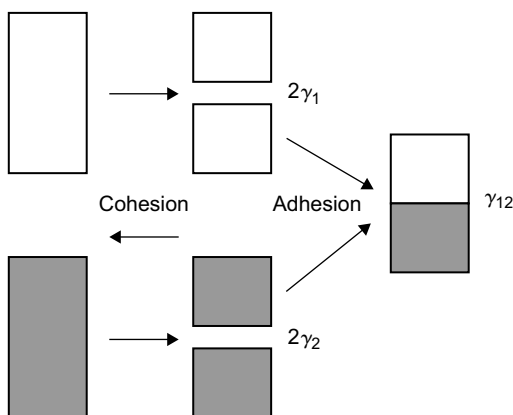 2γ₁
Cohesion
Adhesion
γ₁₂
2γ₂